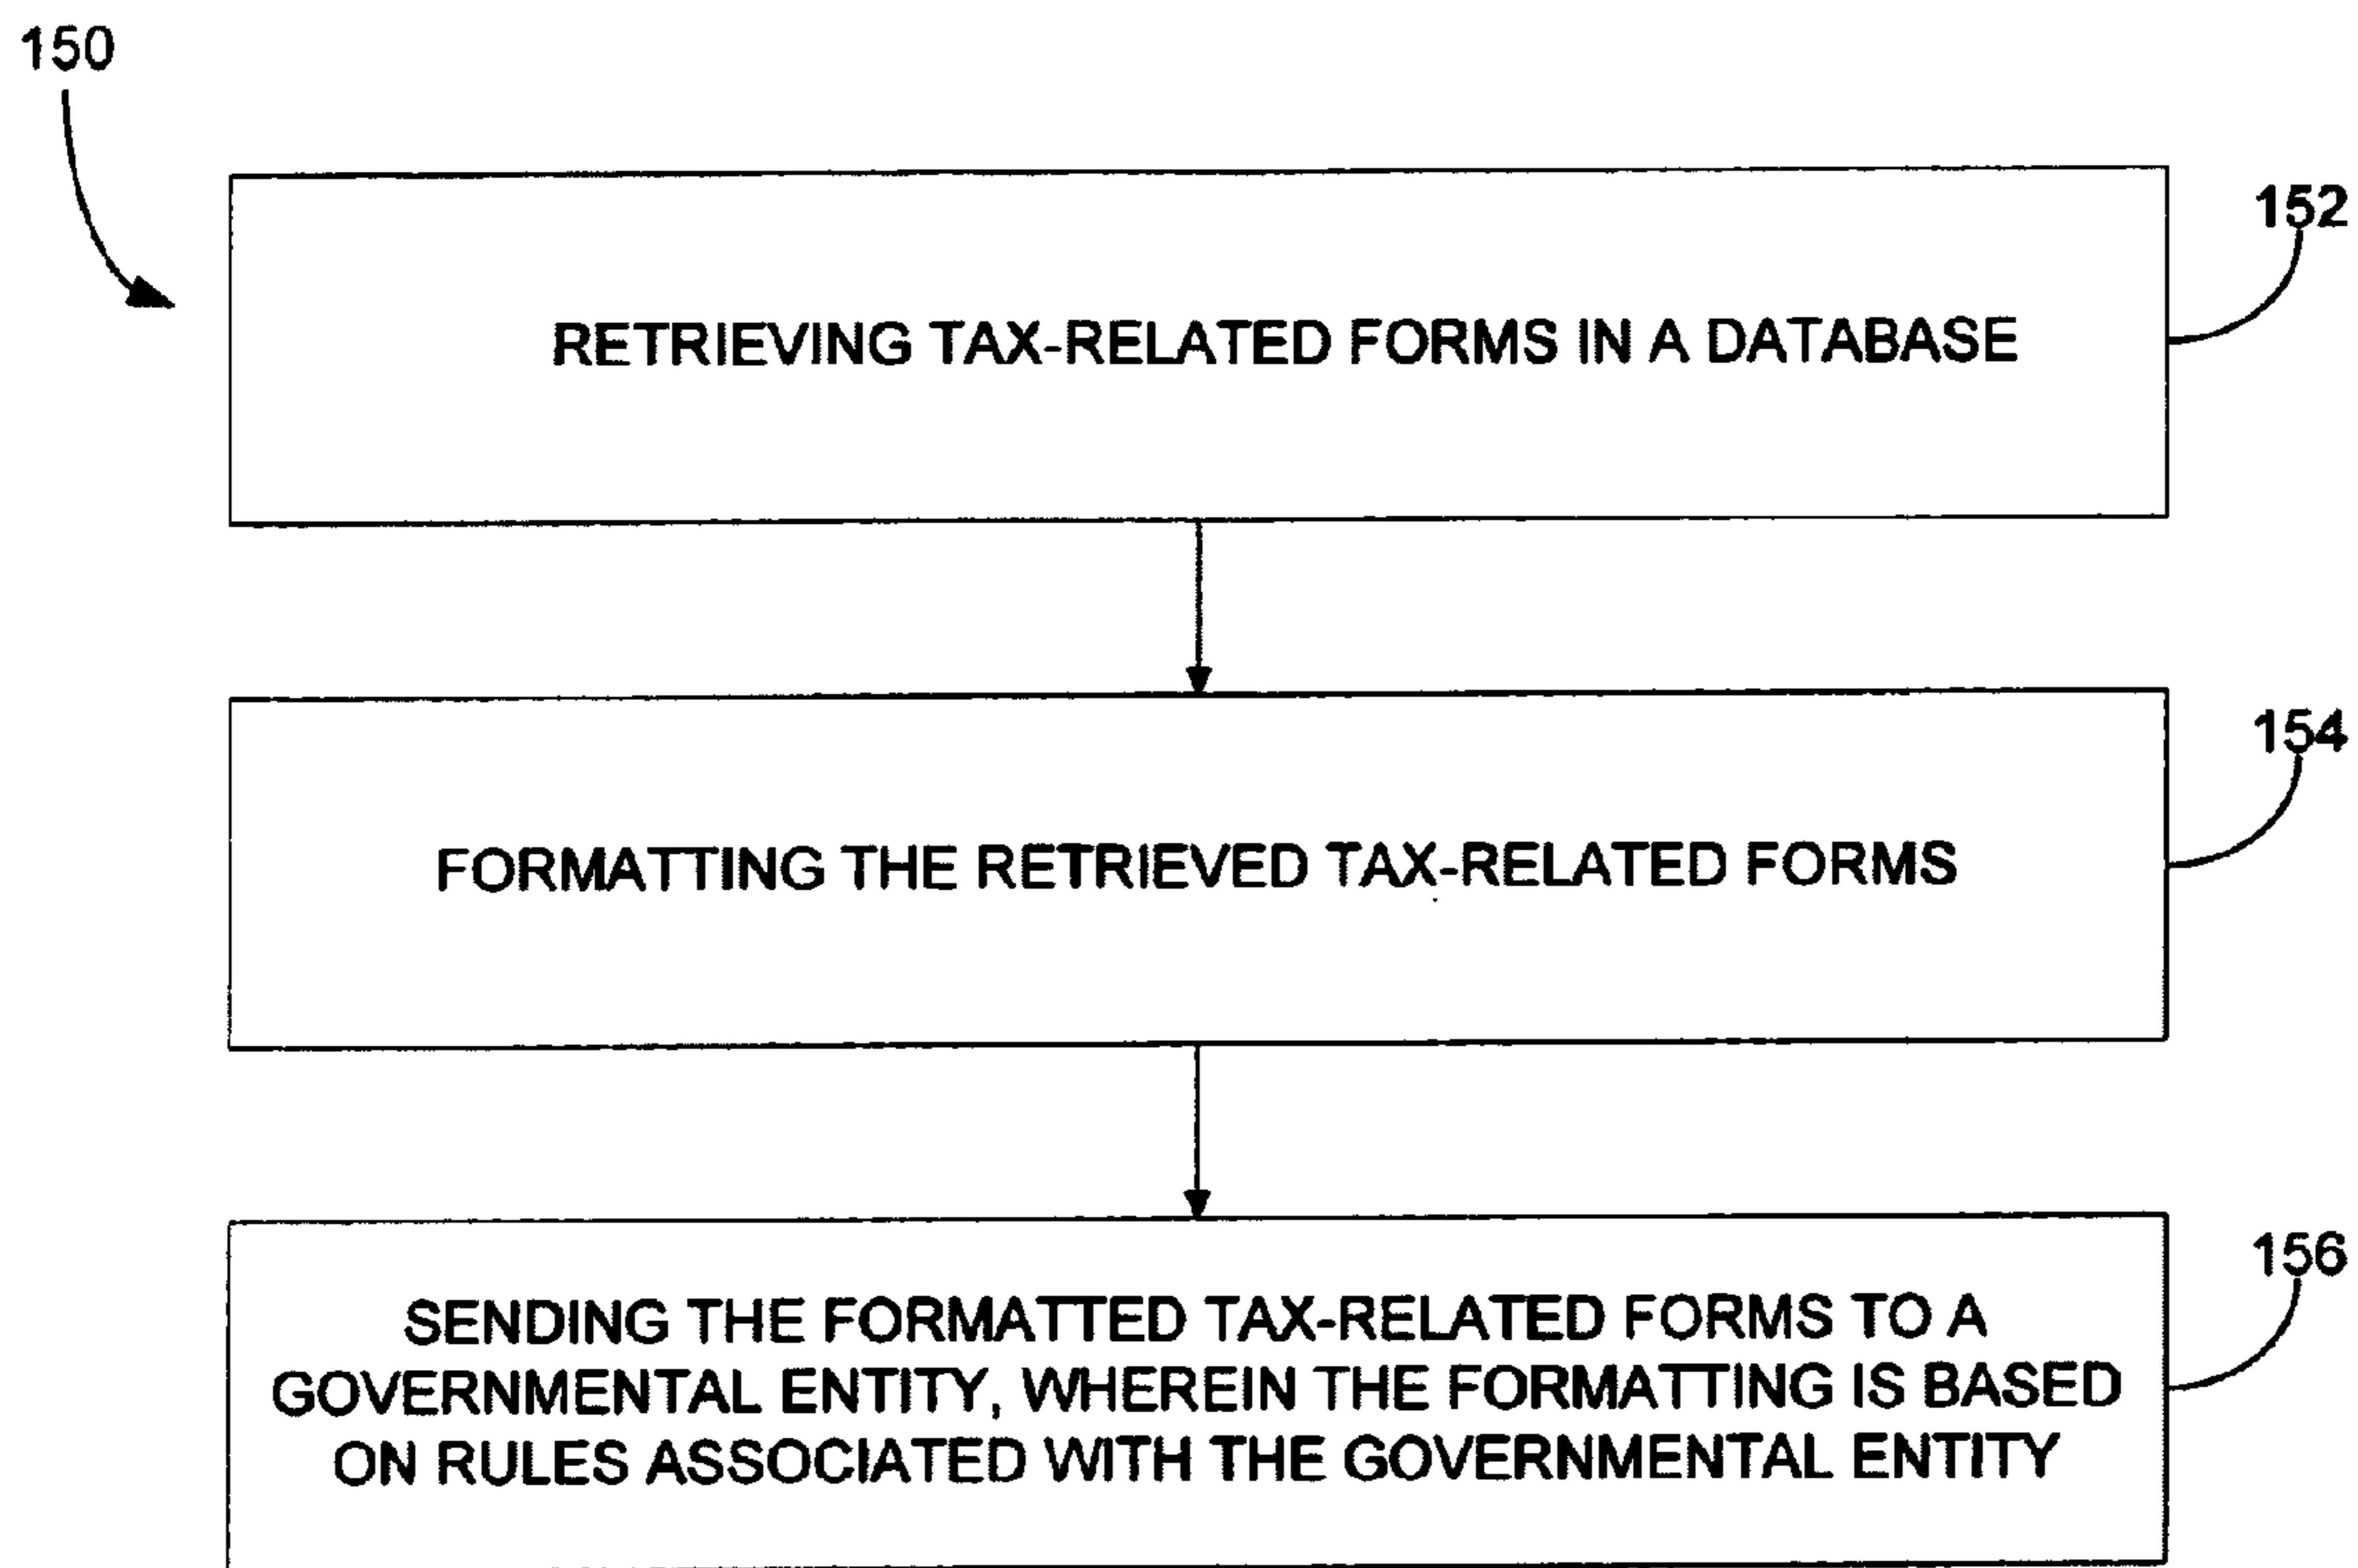 150
152
RETRIEVING TAX-RELATED FORMS IN A DATABASE
154
FORMATTING THE RETRIEVED TAX-RELATED FORMS
156
SENDING THE FORMATTED TAX-RELATED FORMS TO A
GOVERNMENTAL ENTITY, WHEREIN THE FORMATTING IS BASED
ON RULES ASSOCIATED WITH THE GOVERNMENTAL ENTITY